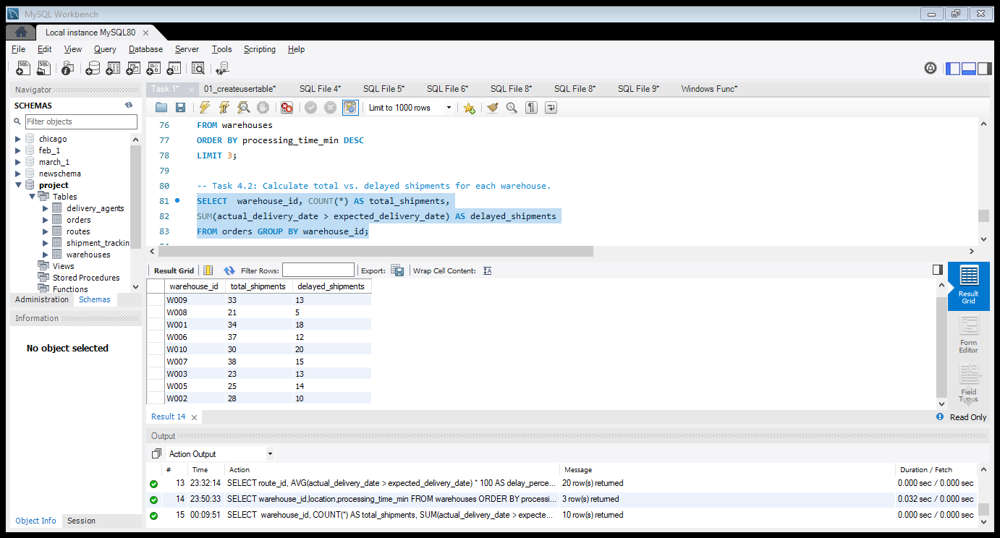 MySQL Workbench
Local instance MySQL80
File Edit View Query Database Server Tools Scripting Help
Navigator
SCHEMAS
Filter objects
chicago
feb_1
march_1
newschema
project
Tables
delivery_agents
orders
routes
shipment_trackin
warehouses
Views
Stored Procedures
Functions
Administration Schemas
Information
No object selected
Object Info Session
Task 1* 01_createusertable* SQL File 4* SQL File 5* SQL File 6* SQL File 8* SQL File 8* SQL File 9* Windows Func*
Limit to 1000 rows
76 FROM warehouses
77 ORDER BY processing_time_min DESC
78 LIMIT 3;
79
80 -- Task 4.2: Calculate total vs. delayed shipments for each warehouse.
81 SELECT  warehouse_id, COUNT(*) AS total_shipments,
82 SUM(actual_delivery_date > expected_delivery_date) AS delayed_shipments
83 FROM orders GROUP BY warehouse_id;
Result Grid Filter Rows: Export: Wrap Cell Content:
warehouse_id total_shipments delayed_shipments
W009 33 13
W008 21 5
W001 34 18
W006 37 12
W010 30 20
W007 38 15
W003 23 13
W005 25 14
W002 28 10
Result Grid
Form Editor
Field Types
Result 14
Read Only
Output
Action Output
# Time Action Message Duration / Fetch
13 23:32:14 SELECT route_id, AVG(actual_delivery_date > expected_delivery_date) * 100 AS delay_perce... 20 row(s) returned 0.000 sec / 0.000 sec
14 23:50:33 SELECT warehouse_id,location,processing_time_min FROM warehouses ORDER BY processi... 3 row(s) returned 0.032 sec / 0.000 sec
15 00:09:51 SELECT  warehouse_id, COUNT(*) AS total_shipments, SUM(actual_delivery_date > expecte... 10 row(s) returned 0.000 sec / 0.000 sec